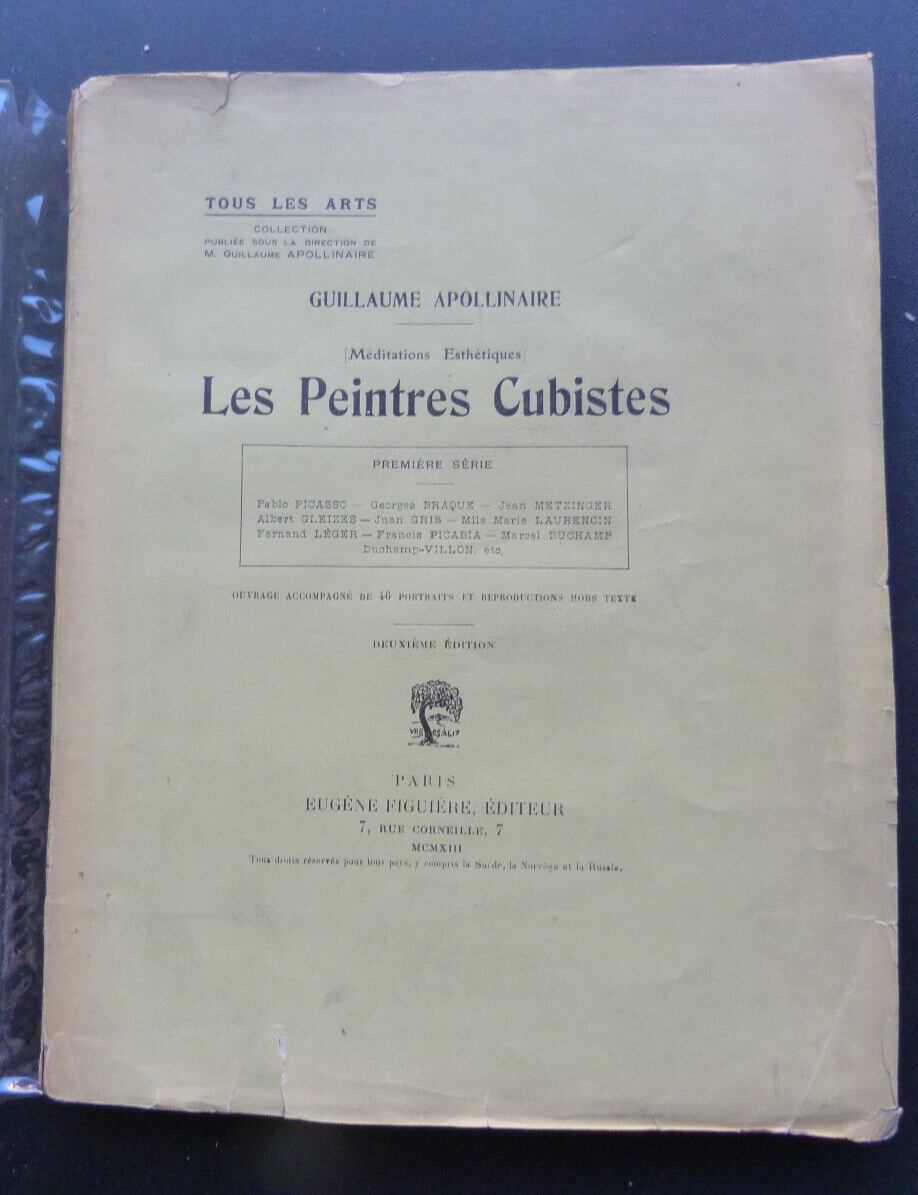 TOUS LES ARTS
COLLECTION
PUBLIÉE SOUS LA DIRECTION DE
M. GUILLAUME APOLLINAIRE
GUILLAUME APOLLINAIRE
[Méditations Esthétiques]
Les Peintres Cubistes
PREMIÈRE SÉRIE
Pablo PICASSO — Georges BRAQUE — Jean METZINGER
Albert GLEIZES — Juan GRIS — Mlle Marie LAURENCIN
Fernand LÉGER — Francis PICABIA — Marcel DUCHAMP
Duchamp-VILLON, etc.
OUVRAGE ACCOMPAGNÉ DE 46 PORTRAITS ET REPRODUCTIONS HORS TEXTE
DEUXIÈME ÉDITION
PARIS
EUGÈNE FIGUIÈRE, ÉDITEUR
7, RUE CORNEILLE, 7
MCMXIII
Tous droits réservés pour tous pays, y compris la Suède, la Norvège et la Russie.